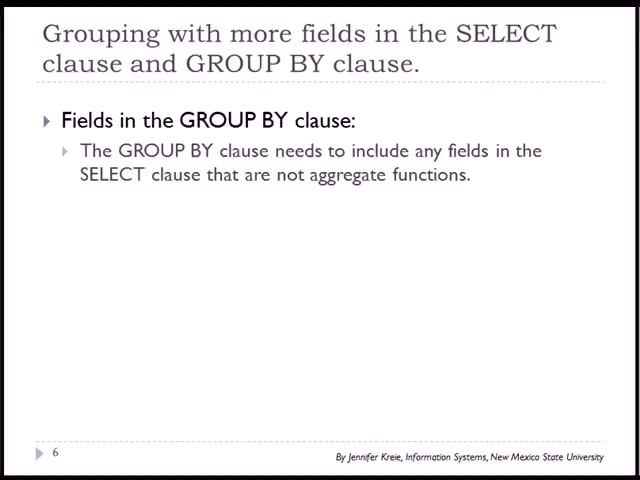 Grouping with more fields in the SELECT
clause and GROUP BY clause.
Fields in the GROUP BY clause:
The GROUP BY clause needs to include any fields in the
SELECT clause that are not aggregate functions.
6
By Jennifer Kreie, Information Systems, New Mexico State University